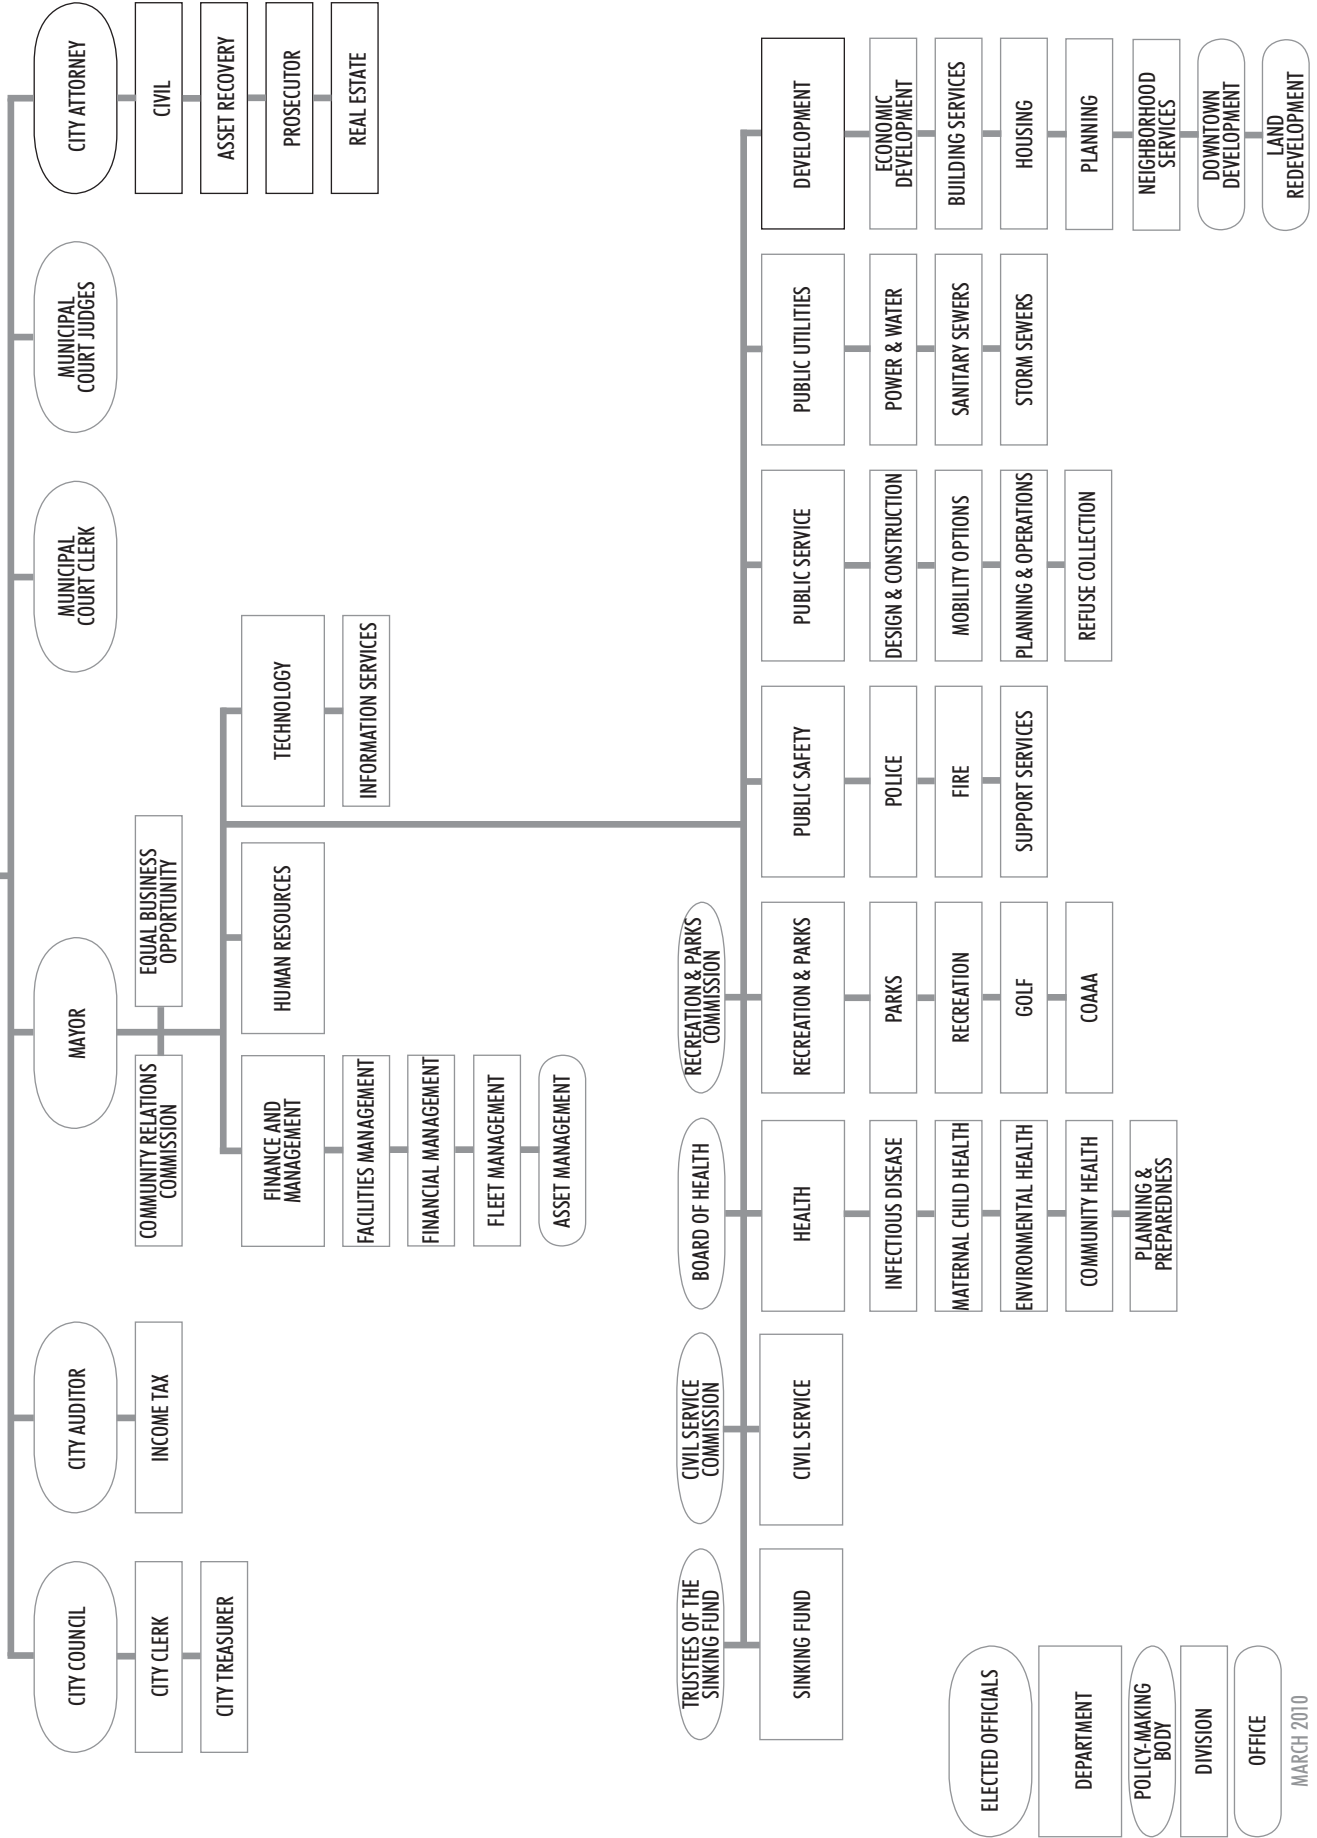 CITY COUNCIL
CITY CLERK
CITY TREASURER
CITY AUDITOR
INCOME TAX
MAYOR
COMMUNITY RELATIONS
COMMISSION
EQUAL BUSINESS
OPPORTUNITY
FINANCE AND
MANAGEMENT
FACILITIES MANAGEMENT
FINANCIAL MANAGEMENT
FLEET MANAGEMENT
ASSET MANAGEMENT
HUMAN RESOURCES
TECHNOLOGY
INFORMATION SERVICES
MUNICIPAL
COURT CLERK
MUNICIPAL
COURT JUDGES
CITY ATTORNEY
CIVIL
ASSET RECOVERY
PROSECUTOR
REAL ESTATE
TRUSTEES OF THE
SINKING FUND
SINKING FUND
CIVIL SERVICE
COMMISSION
CIVIL SERVICE
BOARD OF HEALTH
HEALTH
INFECTIOUS DISEASE
MATERNAL CHILD HEALTH
ENVIRONMENTAL HEALTH
COMMUNITY HEALTH
PLANNING &
PREPAREDNESS
RECREATION & PARKS
COMMISSION
RECREATION & PARKS
PARKS
RECREATION
GOLF
COAAA
PUBLIC SAFETY
POLICE
FIRE
SUPPORT SERVICES
PUBLIC SERVICE
DESIGN & CONSTRUCTION
MOBILITY OPTIONS
PLANNING & OPERATIONS
REFUSE COLLECTION
PUBLIC UTILITIES
POWER & WATER
SANITARY SEWERS
STORM SEWERS
DEVELOPMENT
ECONOMIC
DEVELOPMENT
BUILDING SERVICES
HOUSING
PLANNING
NEIGHBORHOOD
SERVICES
DOWNTOWN
DEVELOPMENT
LAND
REDEVELOPMENT
ELECTED OFFICIALS
DEPARTMENT
POLICY-MAKING
BODY
DIVISION
OFFICE
MARCH 2010